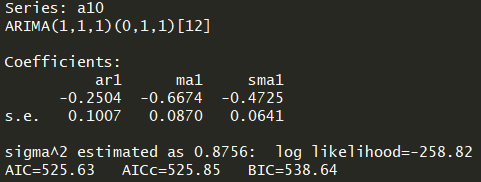 Series: a10
ARIMA(1,1,1)(0,1,1)[12]
Coefficients:
ar1 ma1 sma1
-0.2504 -0.6674 -0.4725
s.e. 0.1007 0.0870 0.0641
sigma^2 estimated as 0.8756: log likelihood=-258.82
AIC=525.63 AICc=525.85 BIC=538.64